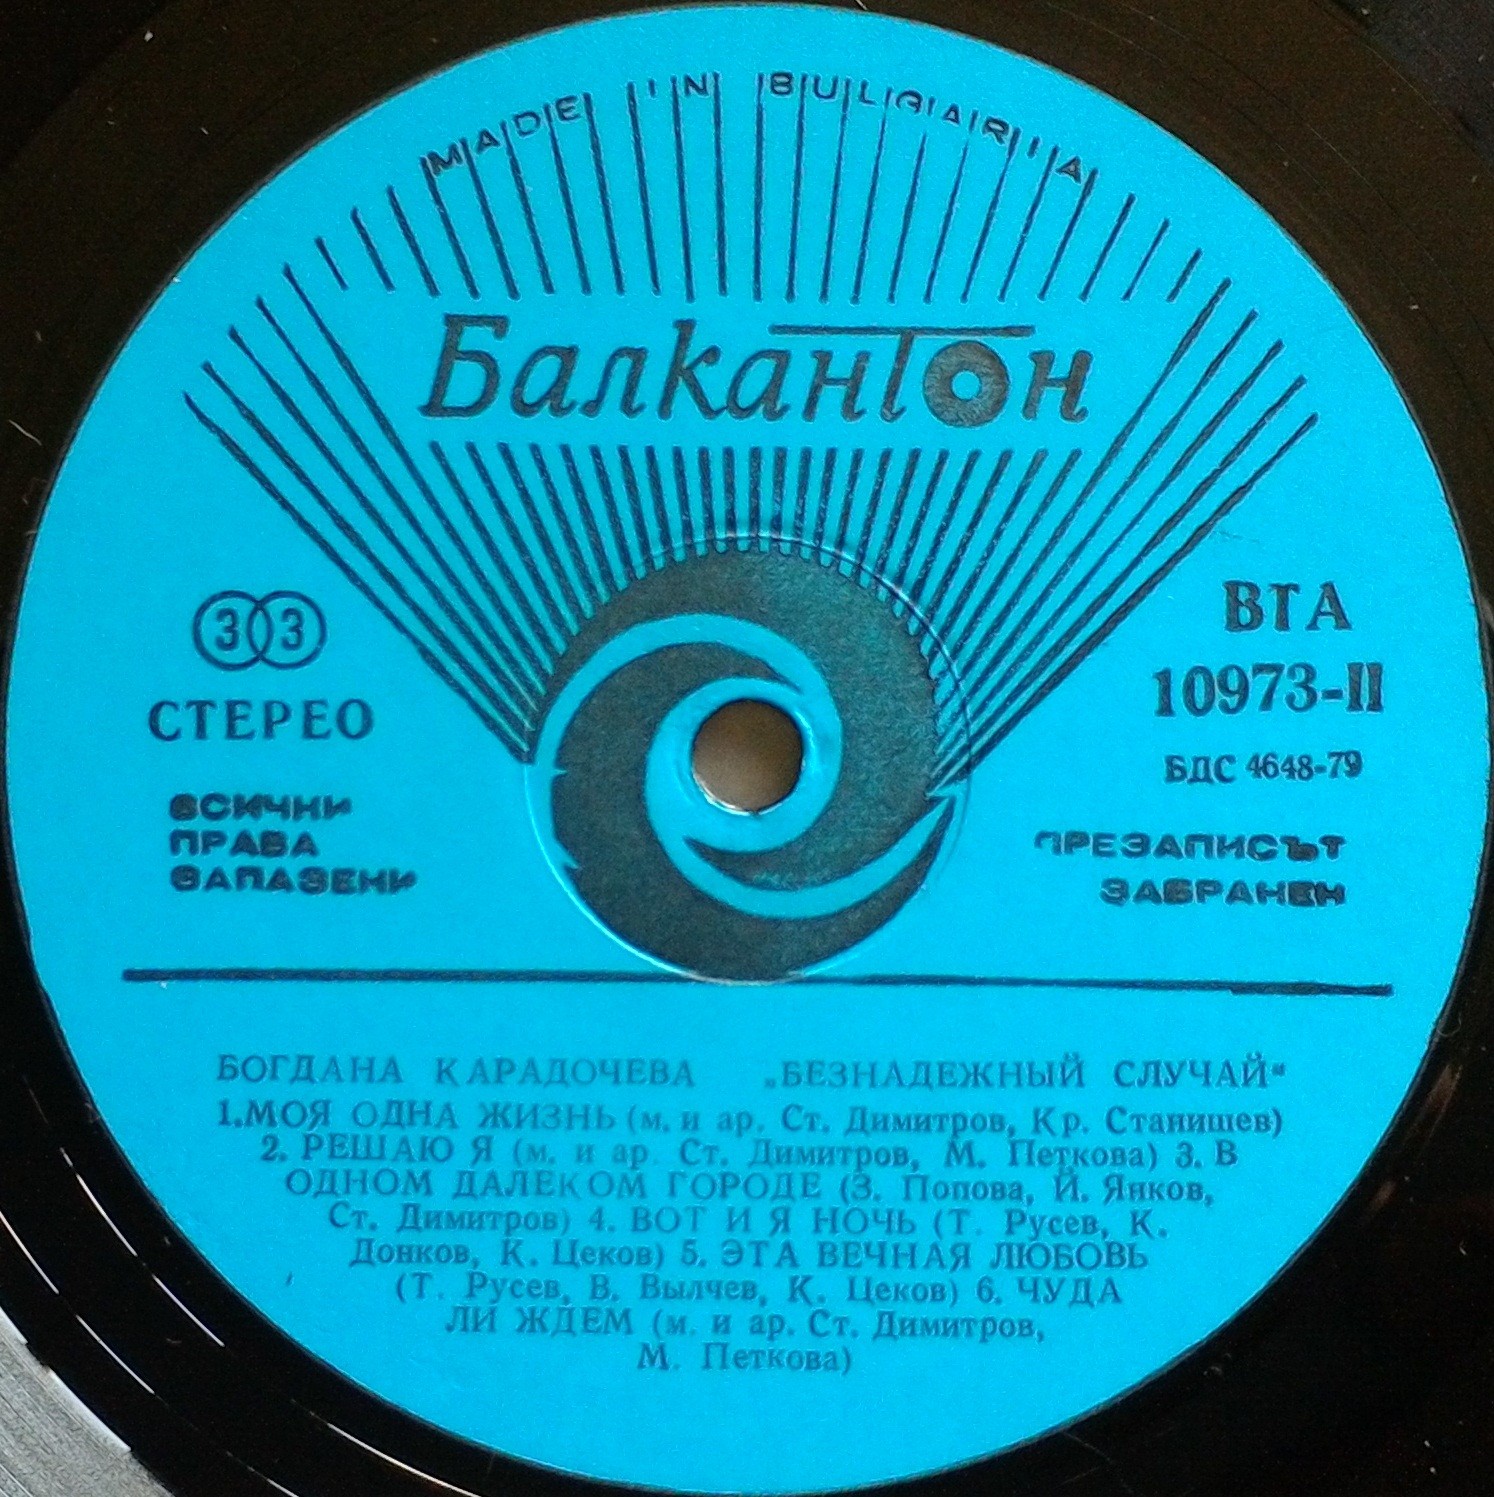 MADE IN BULGARIA
Балкантон
33
СТЕРЕО
ВТА
10973-II
БДС 4648-79
ВСИЧКИ
ПРАВА
ЗАПАЗЕНИ
ПРЕЗАПИСЪТ
ЗАБРАНЕН
БОГДАНА КАРАДОЧЕВА „БЕЗНАДЕЖНЫЙ СЛУЧАЙ“
1.МОЯ ОДНА ЖИЗНЬ (м. и ар. Ст. Димитров, Кр. Станишев)
2. РЕШАЮ Я (м. и ар. Ст. Димитров, М. Петкова) 3. В
ОДНОМ ДАЛЕКОМ ГОРОДЕ (З. Попова, Й. Янков,
Ст. Димитров) 4. ВОТ И Я НОЧЬ (Т. Русев, К.
Донков, К. Цеков) 5. ЭТА ВЕЧНАЯ ЛЮБОВЬ
(Т. Русев, В. Вылчев, К. Цеков) 6. ЧУДА
ЛИ ЖДЕМ (м. и ар. Ст. Димитров,
М. Петкова)